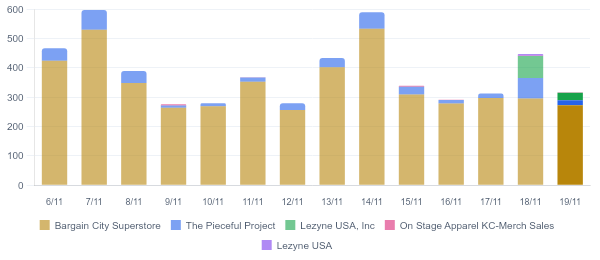 600
500
400
300
200
100
0
6/11 7/11 8/11 9/11 10/11 11/11 12/11 13/11 14/11 15/11 16/11 17/11 18/11 19/11
Bargain City Superstore The Pieceful Project Lezyne USA, Inc On Stage Apparel KC-Merch Sales
Lezyne USA